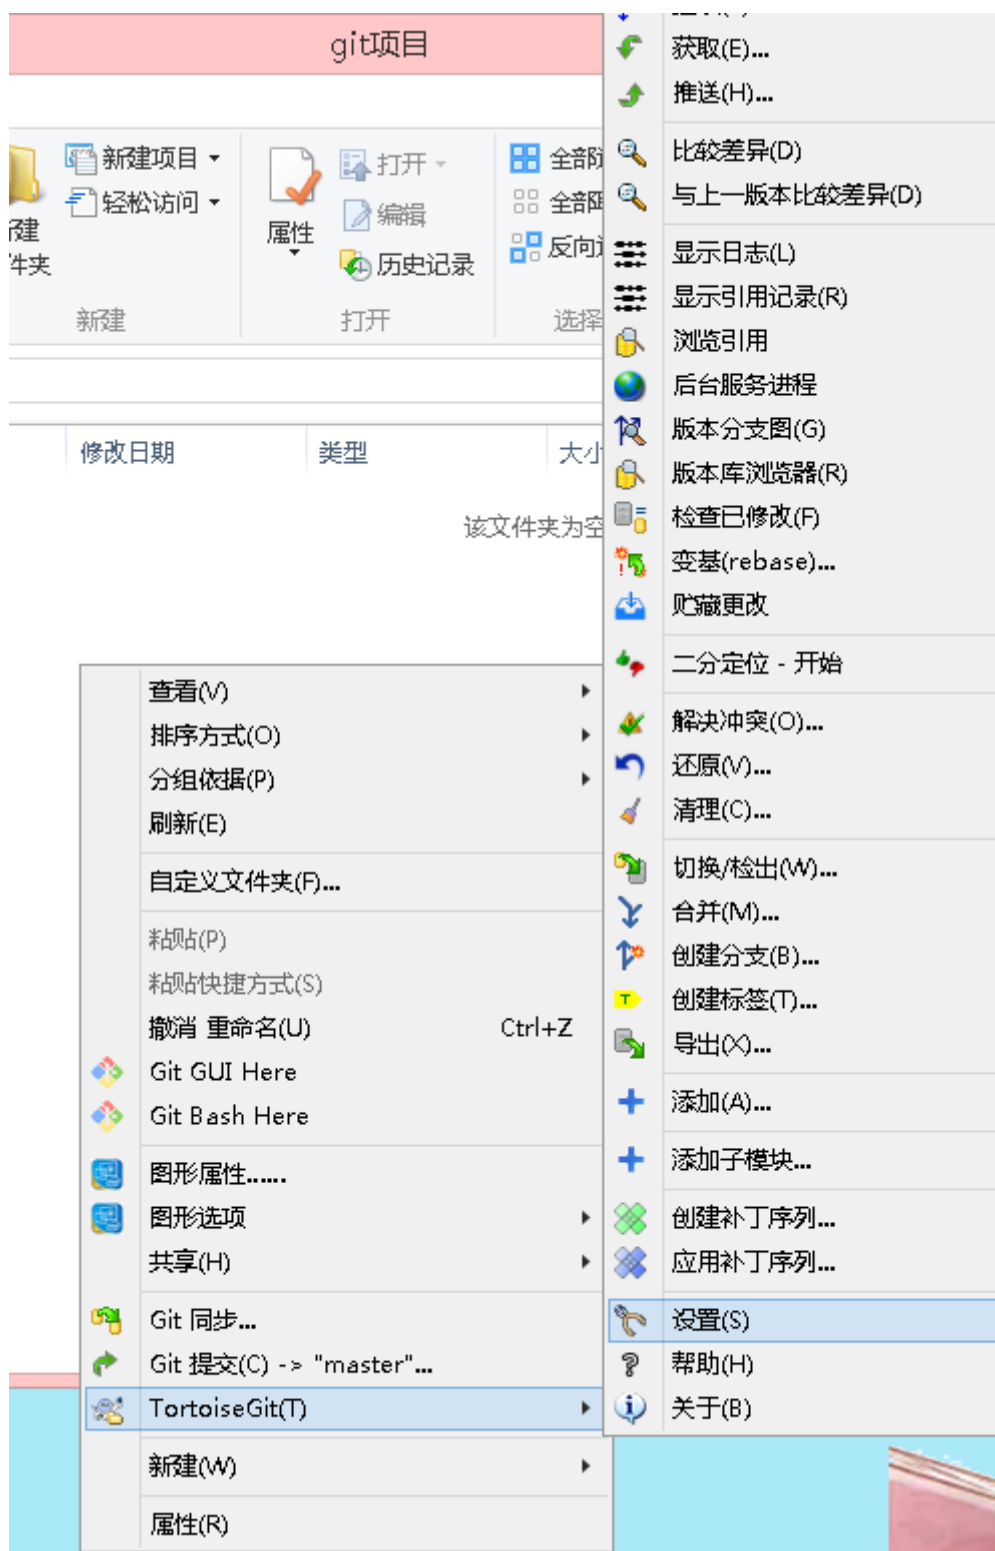 git项目
新建项目
轻松访问
属性
打开
编辑
历史记录
全部
全部
反向
建
件夹
新建
打开
选择
修改日期
类型
大小
该文件夹为空
查看(V)
排序方式(O)
分组依据(P)
刷新(E)
自定义文件夹(F)...
粘贴(P)
粘贴快捷方式(S)
撤消 重命名(U) Ctrl+Z
Git GUI Here
Git Bash Here
图形属性......
图形选项
共享(H)
Git 同步...
Git 提交(C) -> "master"...
TortoiseGit(T)
新建(W)
属性(R)
获取(E)...
推送(H)...
比较差异(D)
与上一版本比较差异(D)
显示日志(L)
显示引用记录(R)
浏览引用
后台服务进程
版本分支图(G)
版本库浏览器(R)
检查已修改(F)
变基(rebase)...
贮藏更改
二分定位 - 开始
解决冲突(O)...
还原(V)...
清理(C)...
切换/检出(W)...
合并(M)...
创建分支(B)...
创建标签(T)...
导出(X)...
添加(A)...
添加子模块...
创建补丁序列...
应用补丁序列...
设置(S)
帮助(H)
关于(B)